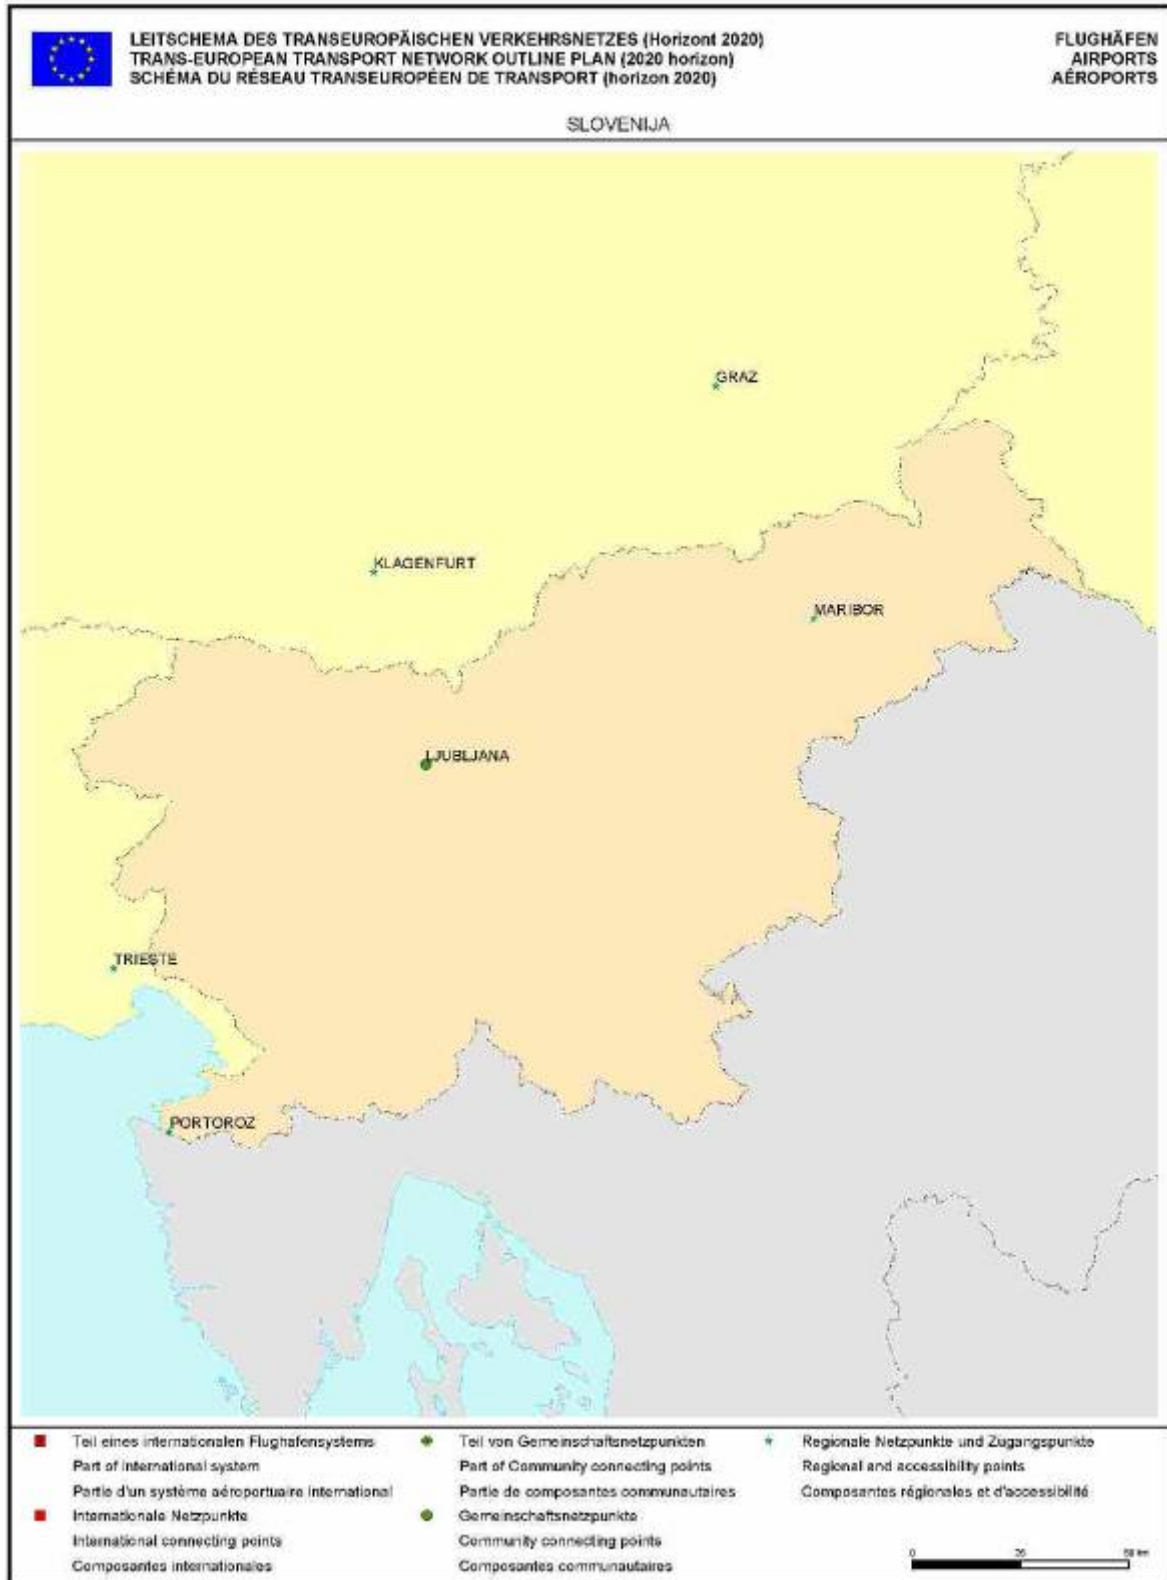 LEITSCHEMA DES TRANSEUROPÄISCHEN VERKEHRSNETZES (Horizont 2020)
TRANS-EUROPEAN TRANSPORT NETWORK OUTLINE PLAN (2020 horizon)
SCHÉMA DU RÉSEAU TRANSEUROPÉEN DE TRANSPORT (horizon 2020)
FLUGHÄFEN
AIRPORTS
AÉROPORTS
SLOVENIJA
GRAZ
KLAGENFURT
MARIBOR
LJUBLJANA
TRIESTE
PORTOROZ
Teil eines internationalen Flughafensystems
Part of international system
Partie d'un système aéroportuaire international
Internationale Netzpunkte
International connecting points
Composantes internationales
Teil von Gemeinschaftsnetzpunkten
Part of Community connecting points
Partie de composantes communautaires
Gemeinschaftsnetzpunkte
Community connecting points
Composantes communautaires
Regionale Netzpunkte und Zugangspunkte
Regional and accessibility points
Composantes régionales et d'accessibilité
0 25 50 km